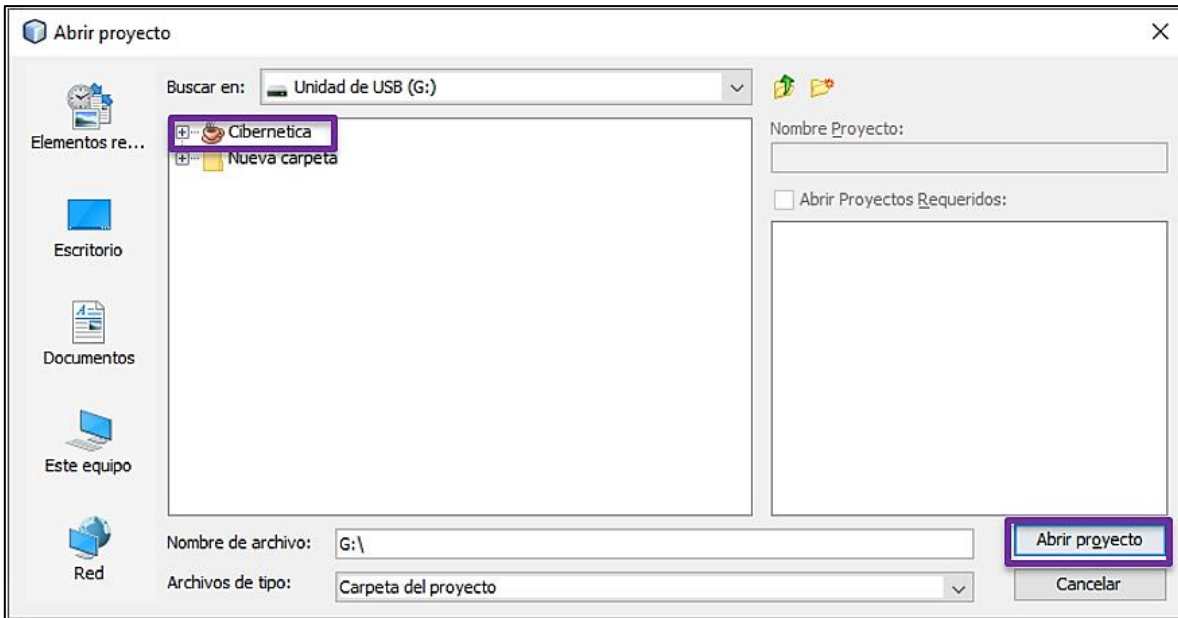 Abrir proyecto
Buscar en:
Unidad de USB (G:)
Elementos re...
Escritorio
Documentos
Este equipo
Red
Cibernetica
Nueva carpeta
Nombre Proyecto:
Abrir Proyectos Requeridos:
Nombre de archivo:
G:\
Archivos de tipo:
Carpeta del proyecto
Abrir proyecto
Cancelar